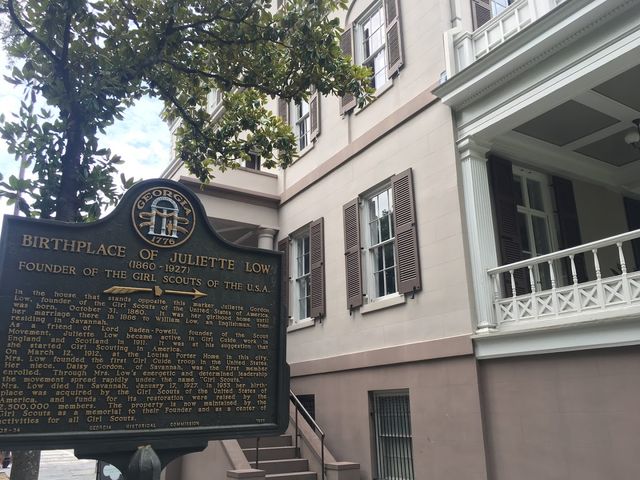 GEORGIA
1776
BIRTHPLACE OF JULIETTE LOW
(1860-1927)
FOUNDER OF THE GIRL SCOUTS OF THE U.S.A.
In the house that stands opposite this marker Juliette Gordon
Low, founder of the Girl Scouts of the United States of America,
was born, October 31, 1860. It was her girlhood home until
her marriage there in 1886 to William Low, an Englishman, then
residing in Savannah.
As a friend of Lord Baden-Powell, founder of the Scout
Movement, Juliette Low became active in Girl Guide work in
England and Scotland in 1911. It was at his suggestion that
she started Girl Scouting in America.
On March 12, 1912, at the Louisa Porter Home in this city,
Mrs. Low founded the first Girl Guide troop in the United States.
Her niece, Daisy Gordon, of Savannah, was the first member
enrolled. Through Mrs. Low's energetic and determined leadership
the movement spread rapidly under the name "Girl Scouts."
Mrs. Low died in Savannah, January 17, 1927. In 1953 her birth-
place was acquired by the Girl Scouts of the United States of
America, and funds for its restoration were raised by the
2,500,000 members. The property is now maintained by the
Girl Scouts as a memorial to their Founder and as a center of
activities for all Girl Scouts.
GEORGIA HISTORICAL COMMISSION